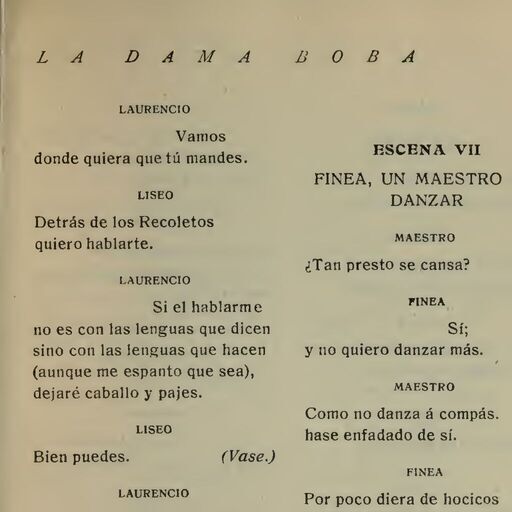 LA DAMA BOBA
LAURENCIO
Vamos
donde quiera que tú mandes.
LISEO
Detrás de los Recoletos
quiero hablarte.
LAURENCIO
Si el hablarme
no es con las lenguas que dicen
sino con las lenguas que hacen
(aunque me espanto que sea),
dejaré caballo y pajes.
LISEO
Bien puedes. (Vase.)
LAURENCIO
ESCENA VII
FINEA, UN MAESTRO
DANZAR
MAESTRO
¿Tan presto se cansa?
FINEA
Sí;
y no quiero danzar más.
MAESTRO
Como no danza á compás.
hase enfadado de sí.
FINEA
Por poco diera de hocicos